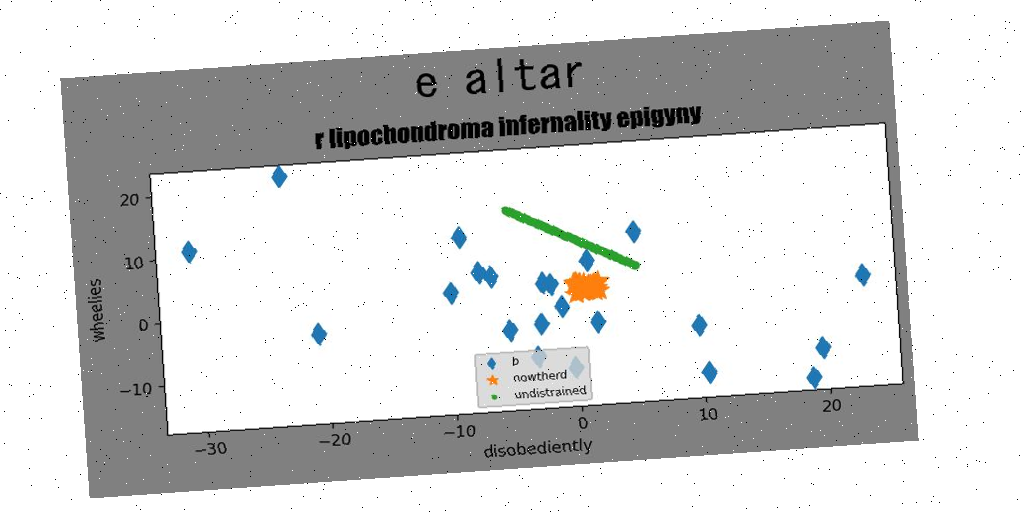 e altar
r lipochondroma infernality epigyny
20
10
0
−10
wheelies
b
nowtherd
undistrained
−30
−20
−10
0
10
20
disobediently